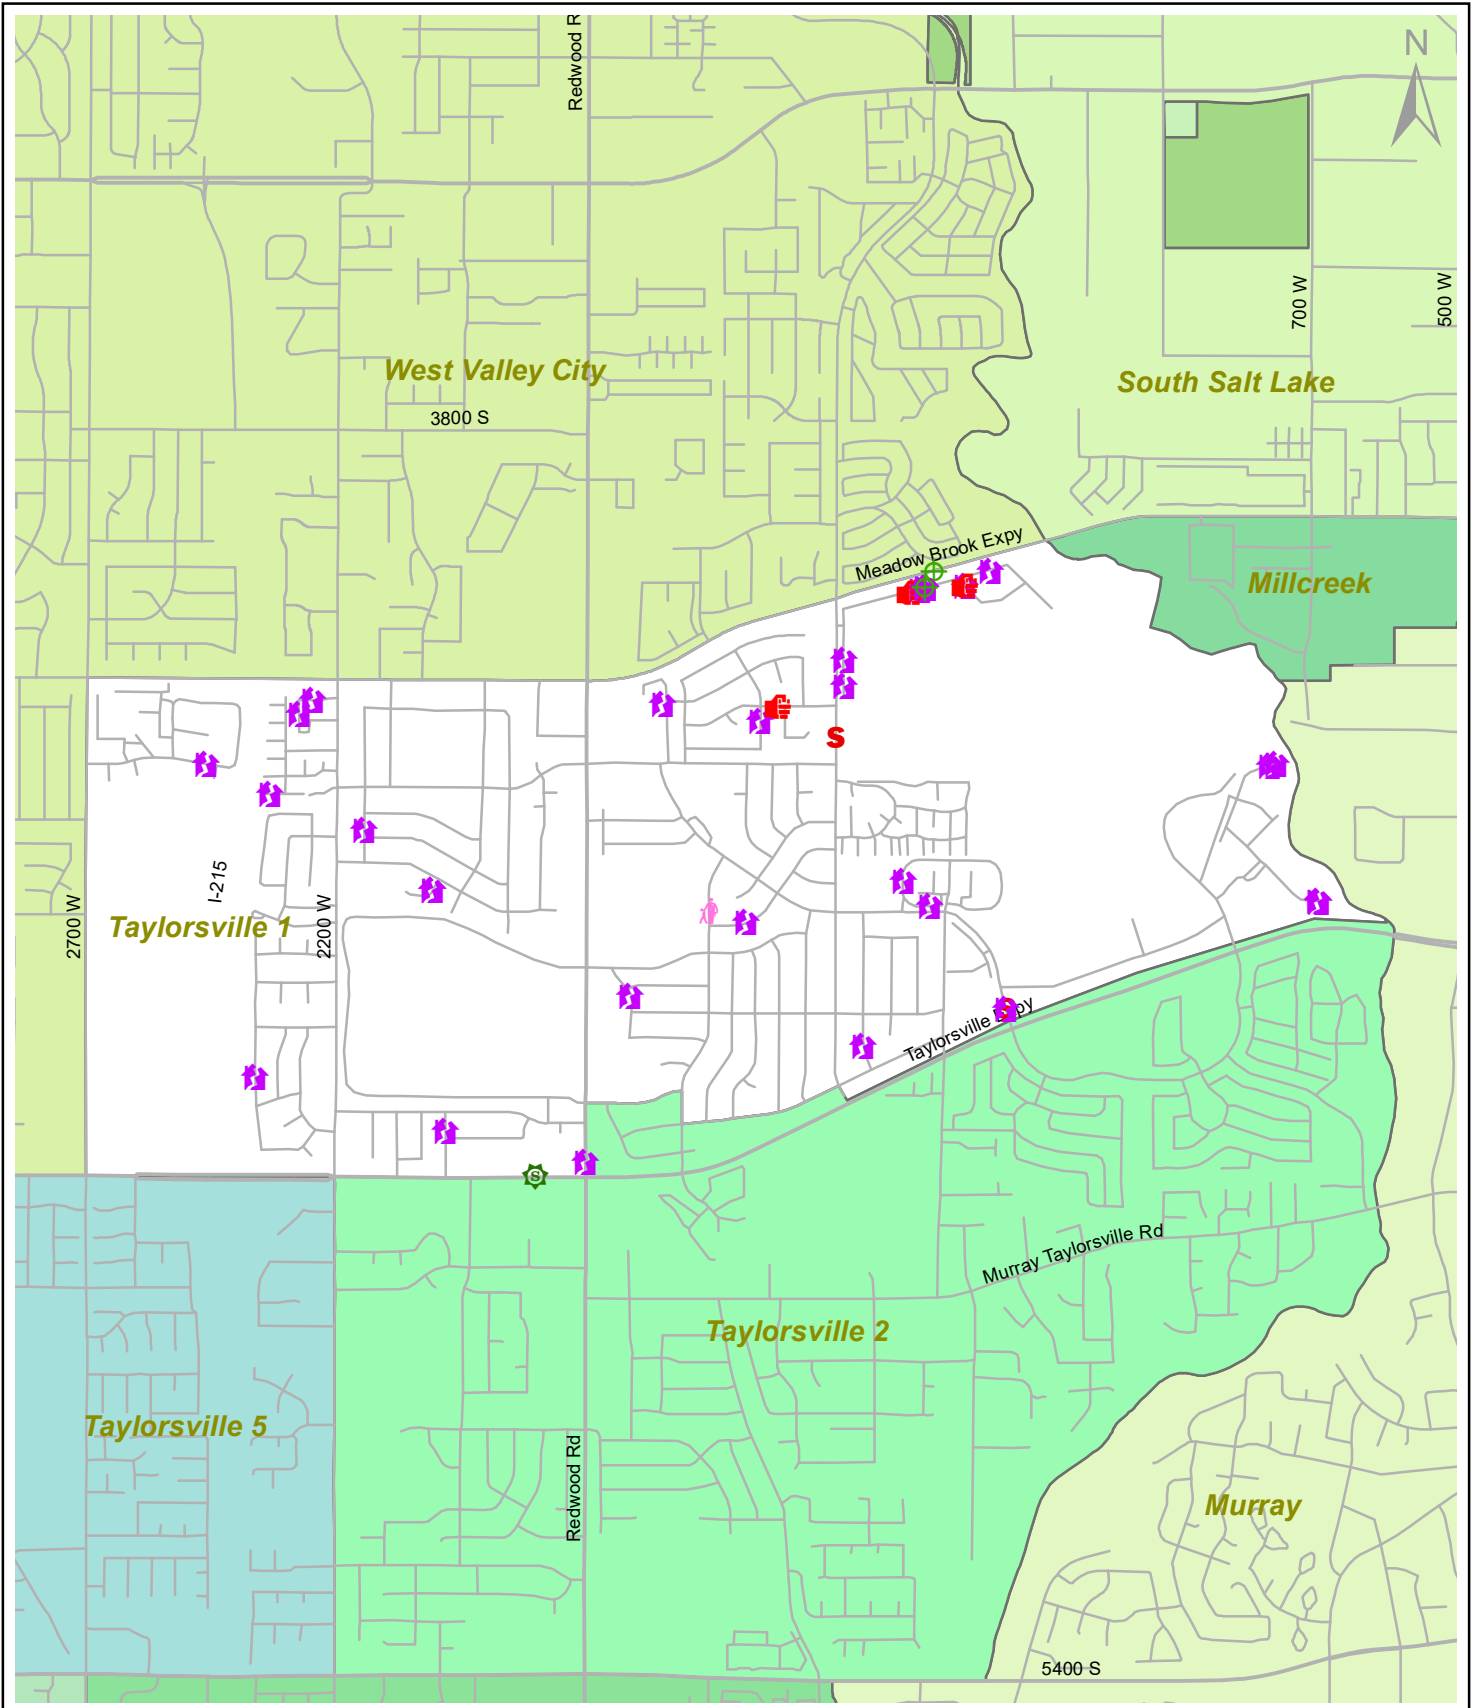 Redwood R
N
700 W
500 W
West Valley City
South Salt Lake
3800 S
Meadow Brook Expy
Millcreek
S
I-215
2700 W
Taylorsville 1
2200 W
S
Taylorsville Expy
S
Murray Taylorsville Rd
Taylorsville 2
Taylorsville 5
Redwood Rd
Murray
5400 S